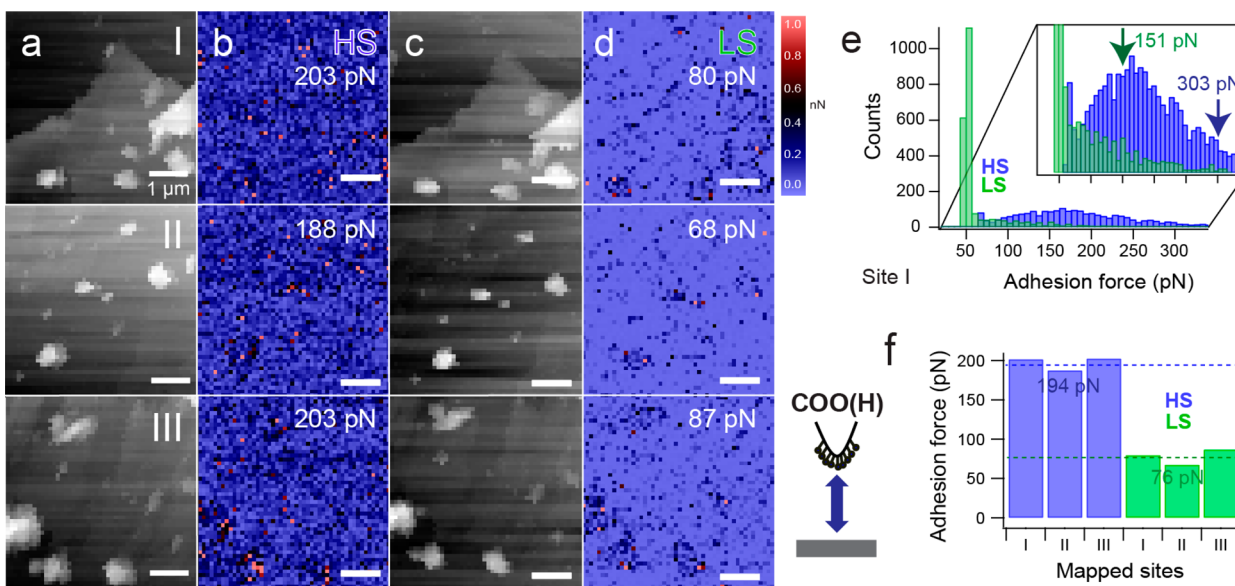 a
I
b
HS
203 pN
c
d
LS
80 pN
1 µm
II
188 pN
68 pN
III
203 pN
87 pN
1.0
0.8
0.6
nN
0.4
0.2
0.0
e
1000
800
600
400
200
0
Counts
HS
LS
151 pN
303 pN
50 100 150 200 250 300
Site I
Adhesion force (pN)
COO(H)
f
200
150
100
50
0
Adhesion force (pN)
194 pN
HS
LS
76 pN
I II III I II III
Mapped sites